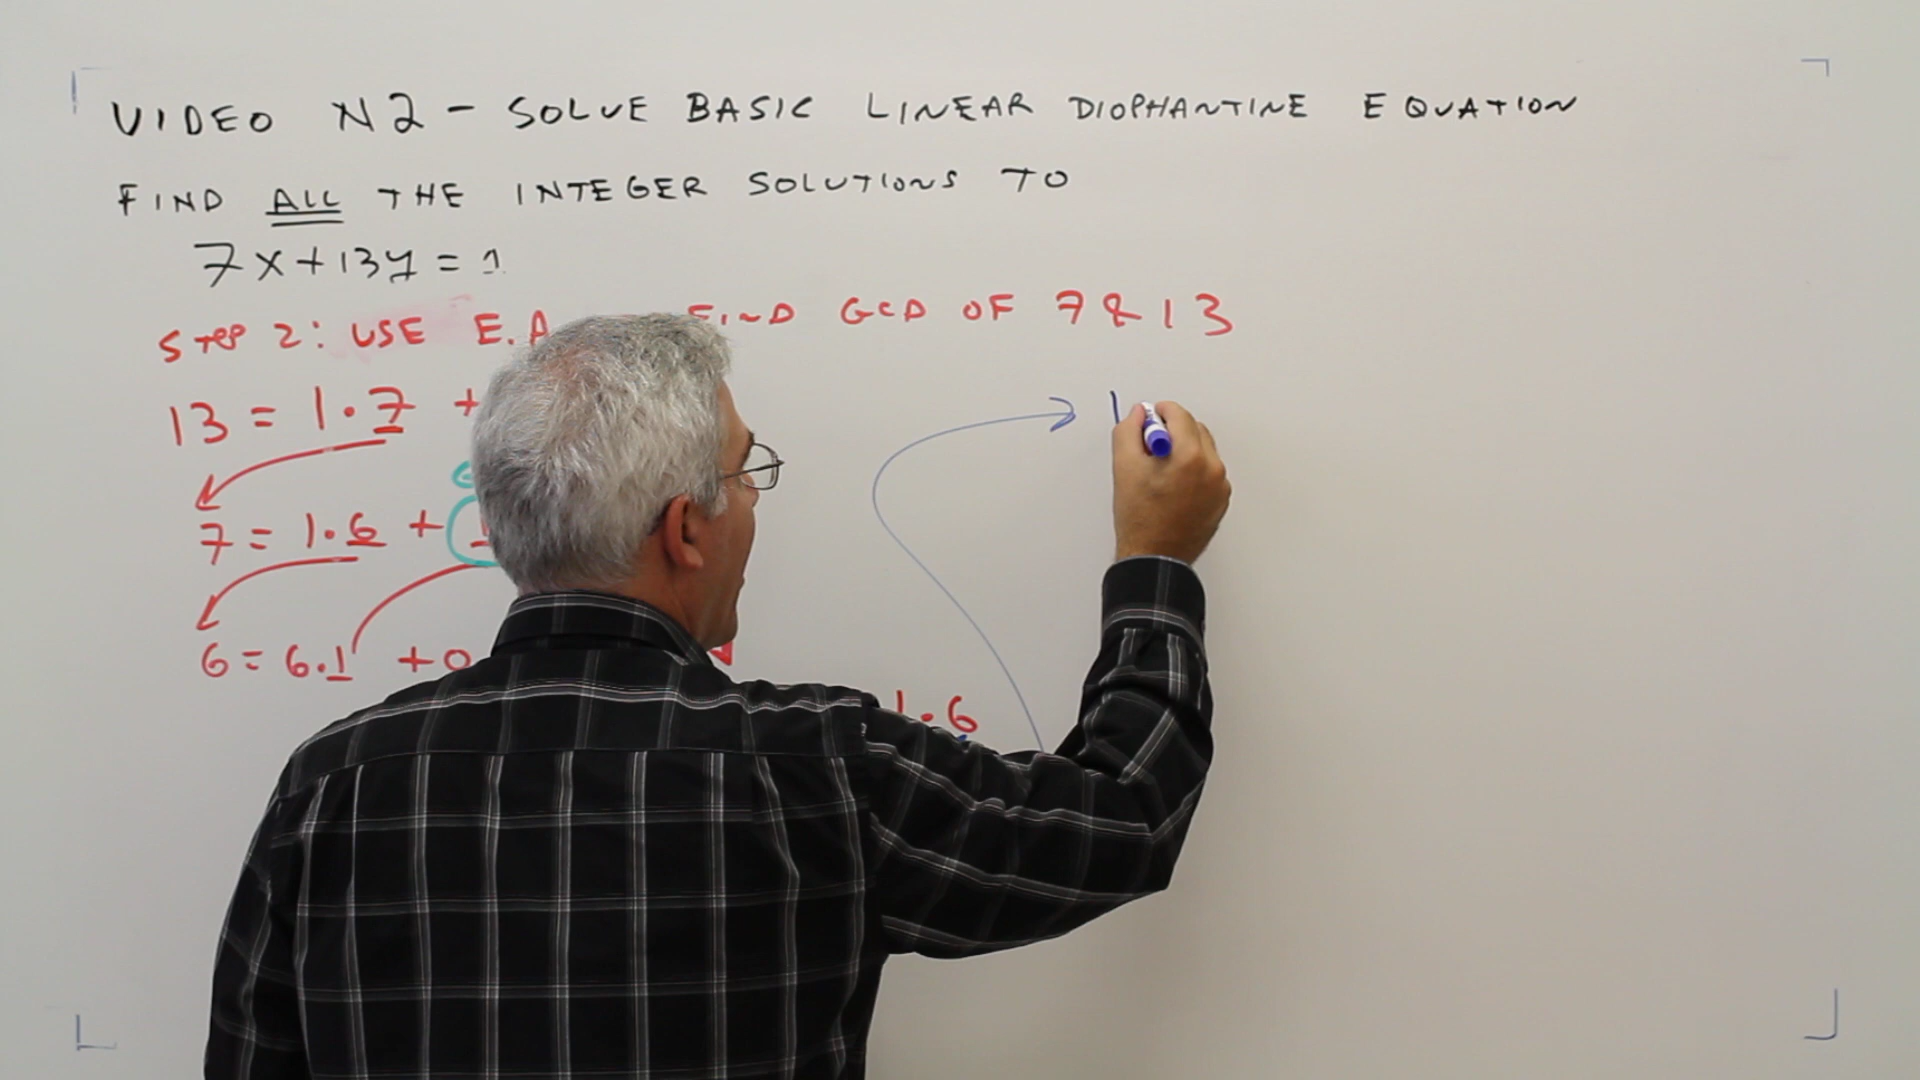 VIDEO N2 - SOLVE BASIC LINEAR DIOPHANTINE EQUATION
FIND ALL THE INTEGER SOLUTIONS TO
7x+13y = 1
STEP 2: USE E.A FIND GCD OF 7 & 13
13 = 1·7 +
7 = 1·6 + 1
6 = 6·1 + 0
1·6